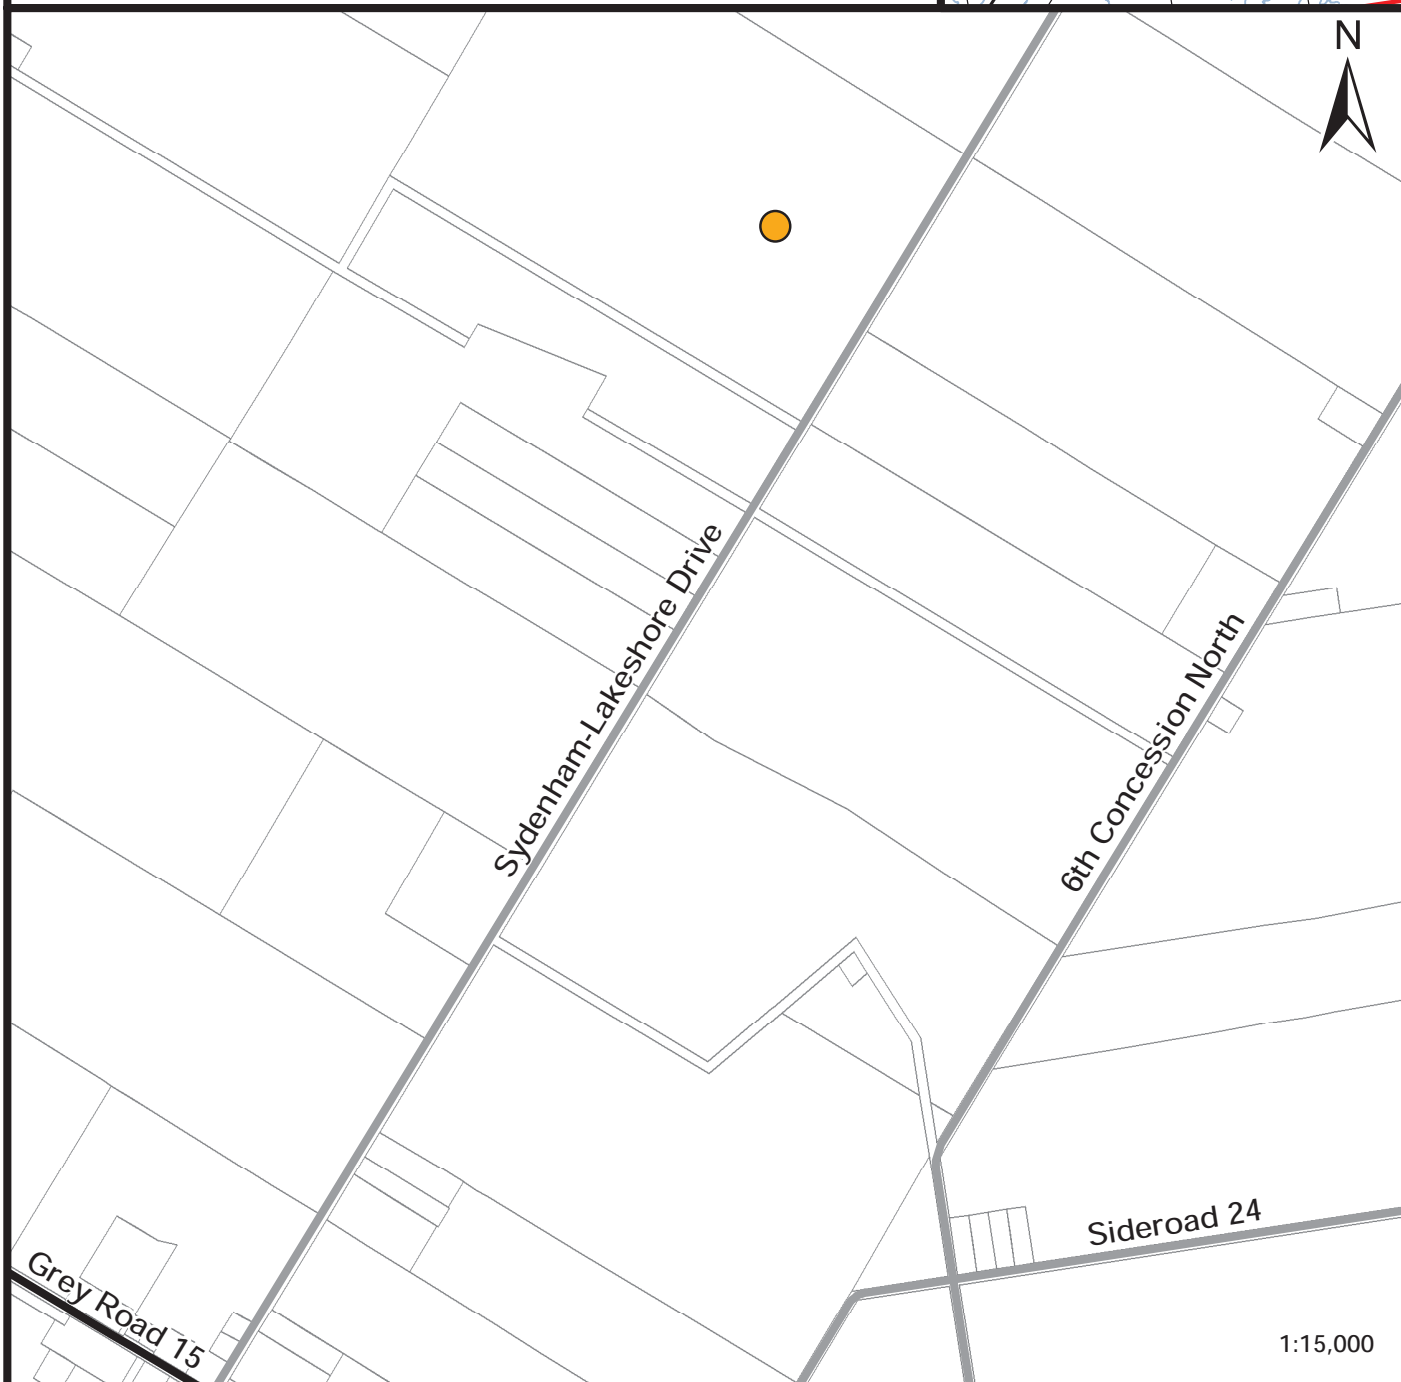 N
Sydenham-Lakeshore Drive
6th Concession North
Sideroad 24
Grey Road 15
1:15,000